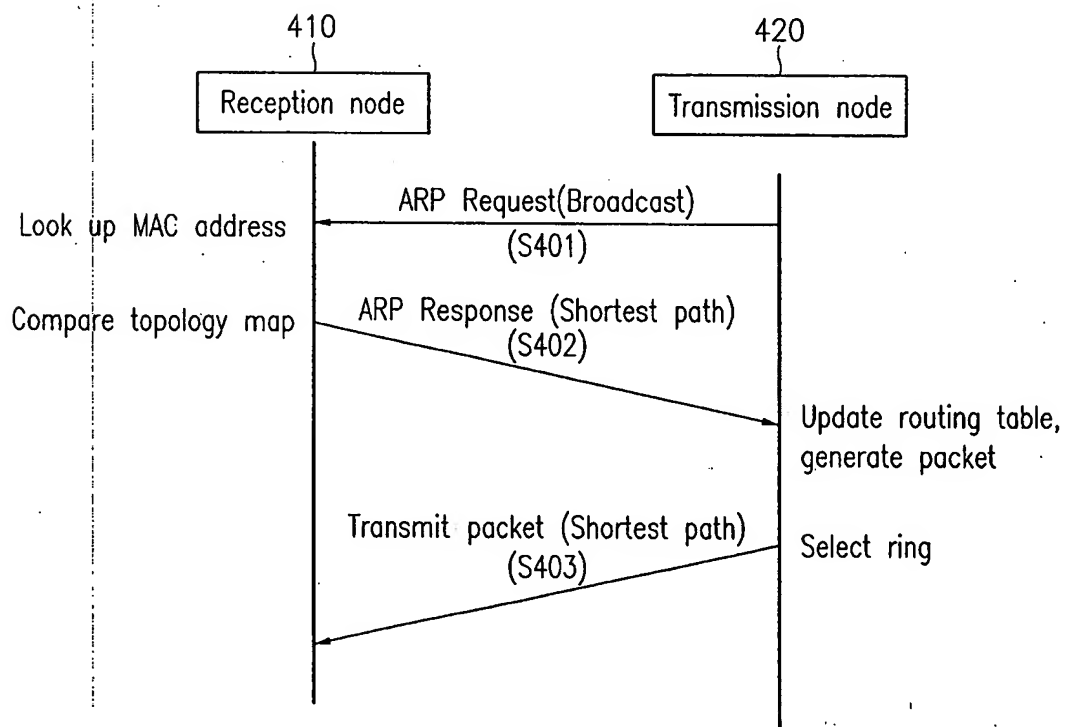 410
420
Reception node
Transmission node
ARP Request(Broadcast)
Look up MAC address
(S401)
ARP Response (Shortest path)
Compare topology map
(S402)
Update routing table,
generate packet
Transmit packet (Shortest path)
Select ring
(S403)